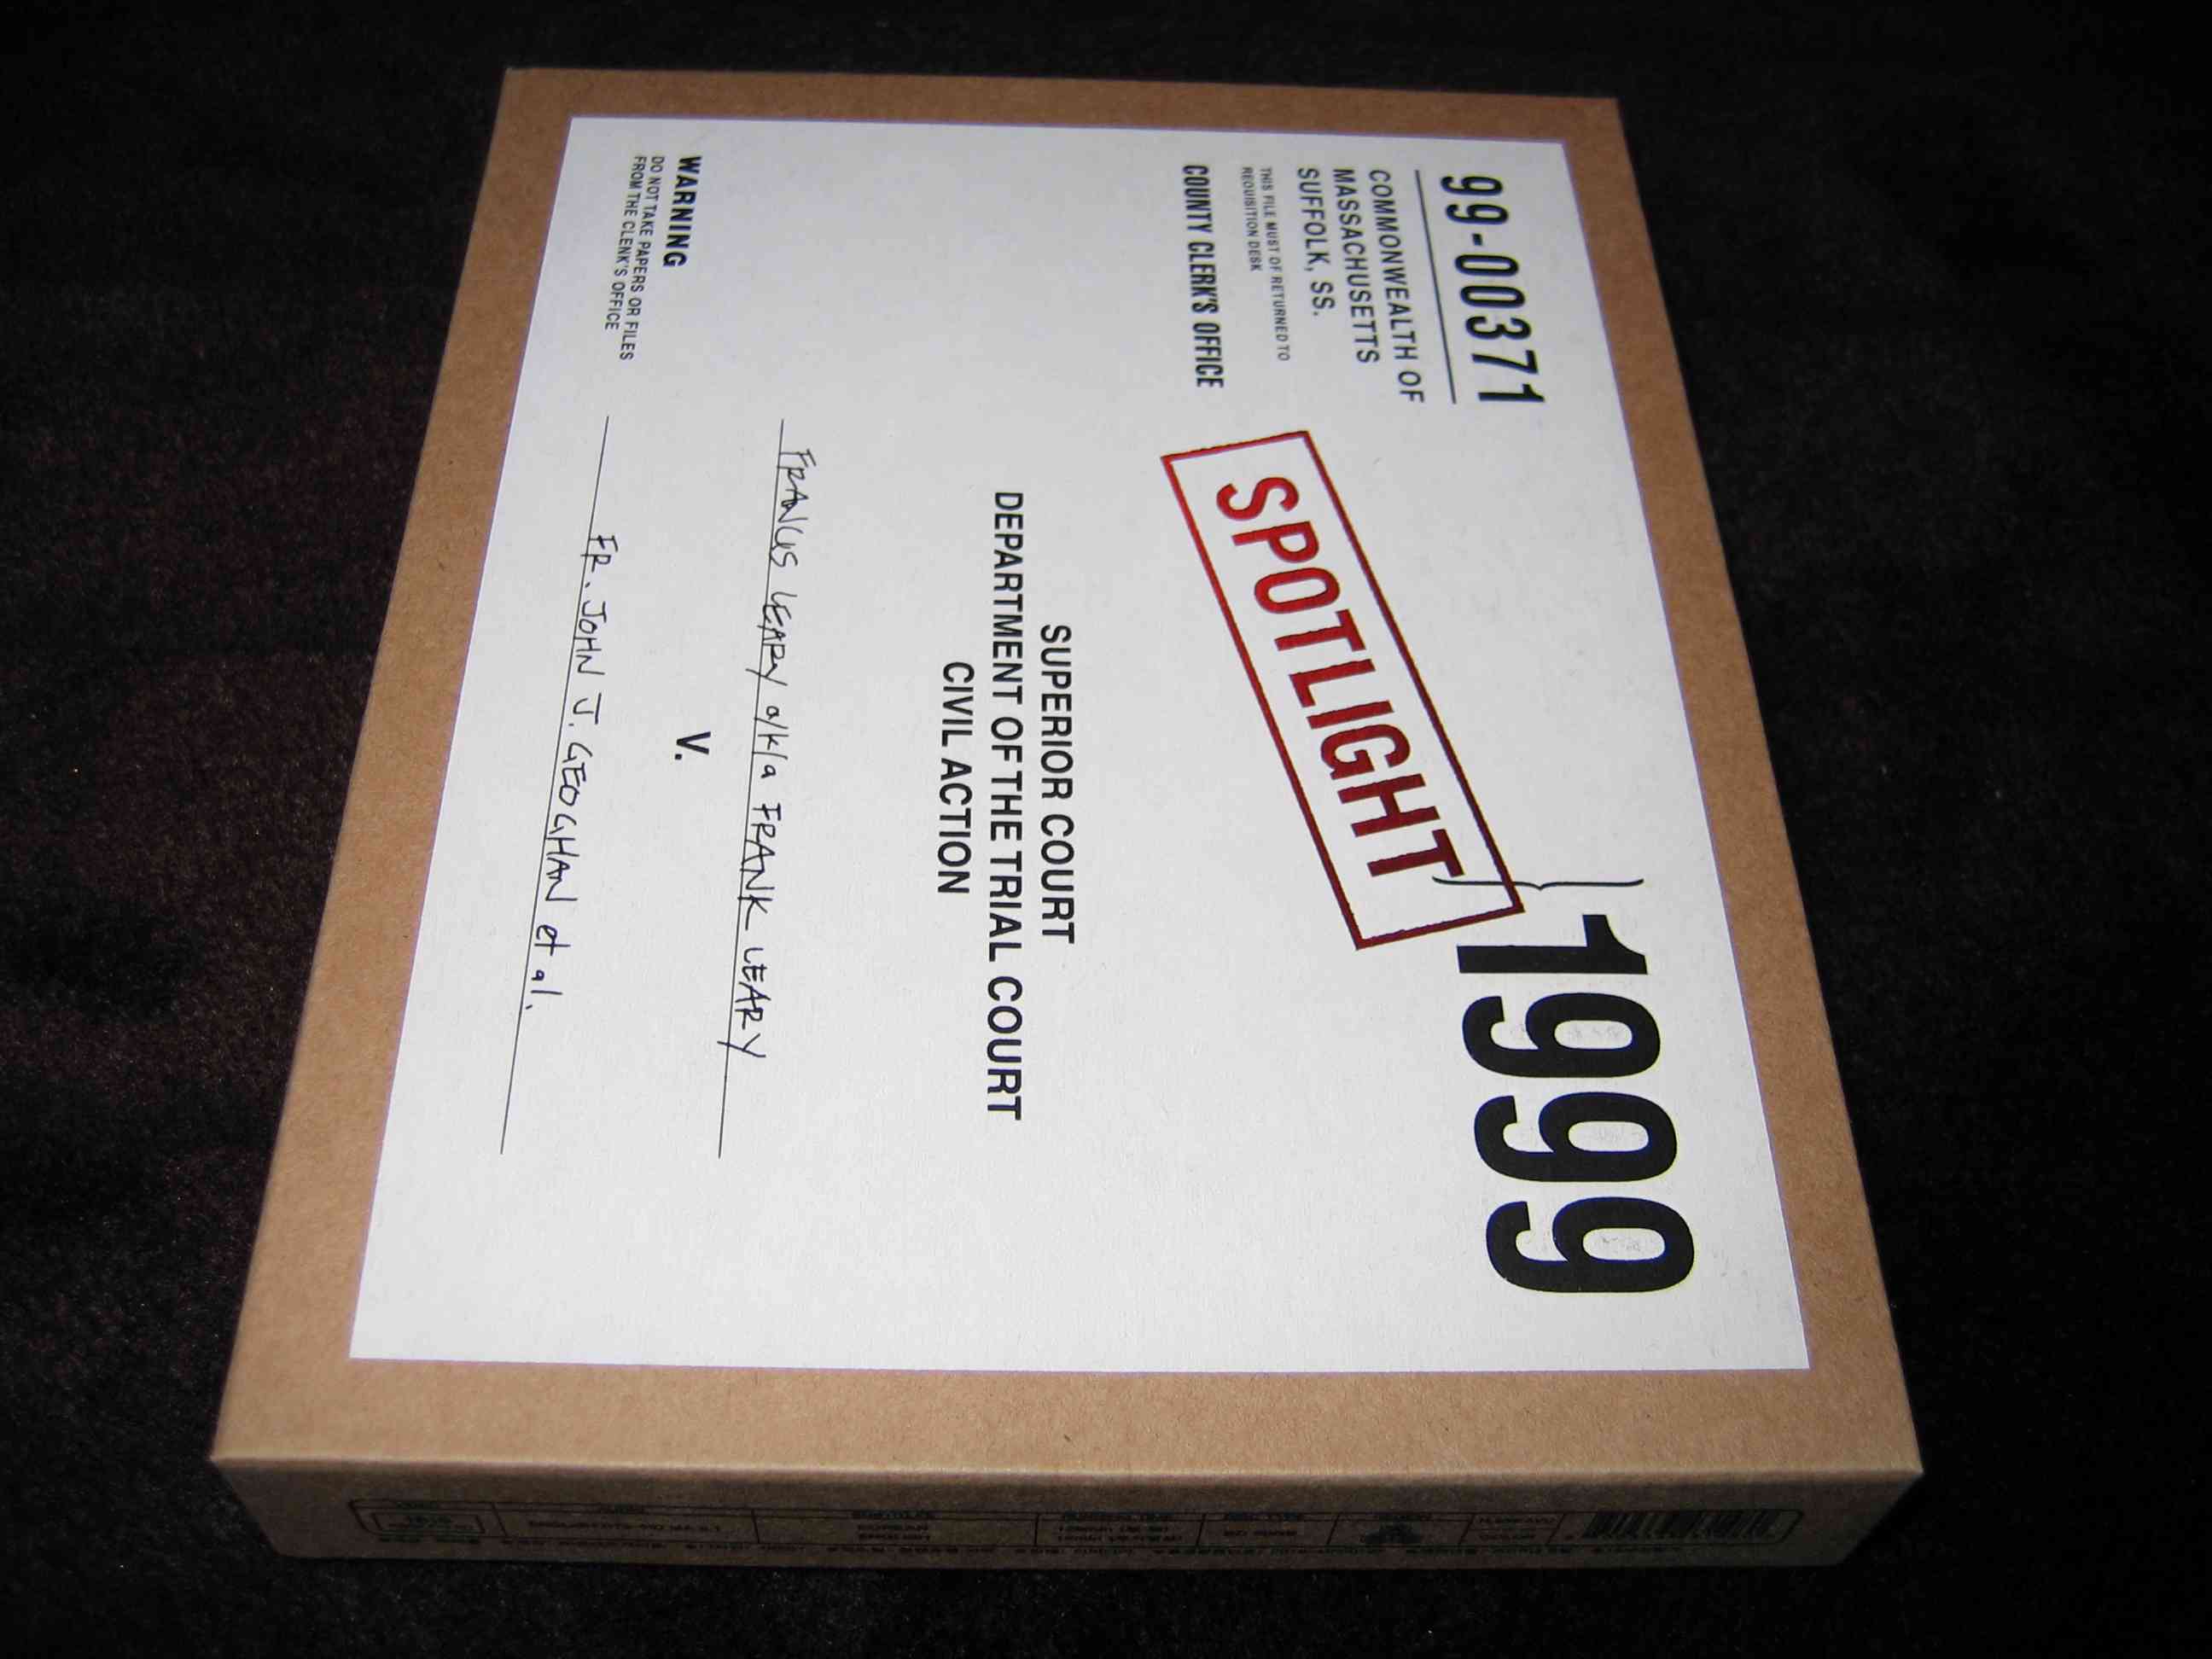 99-00371
COMMONWEALTH OF
MASSACHUSETTS
SUFFOLK, SS.
THIS FILE MUST OF RETURNED TO
REQUISITION DESK
COUNTY CLERK'S OFFICE
SPOTLIGHT
1999
SUPERIOR COURT
DEPARTMENT OF THE TRIAL COURT
CIVIL ACTION
FRANCIS LEARY a/k/a FRANK LEARY
V.
FR. JOHN J. GEOGHAN et al.
WARNING
DO NOT TAKE PAPERS OR FILES
FROM THE CLENK'S OFFICE